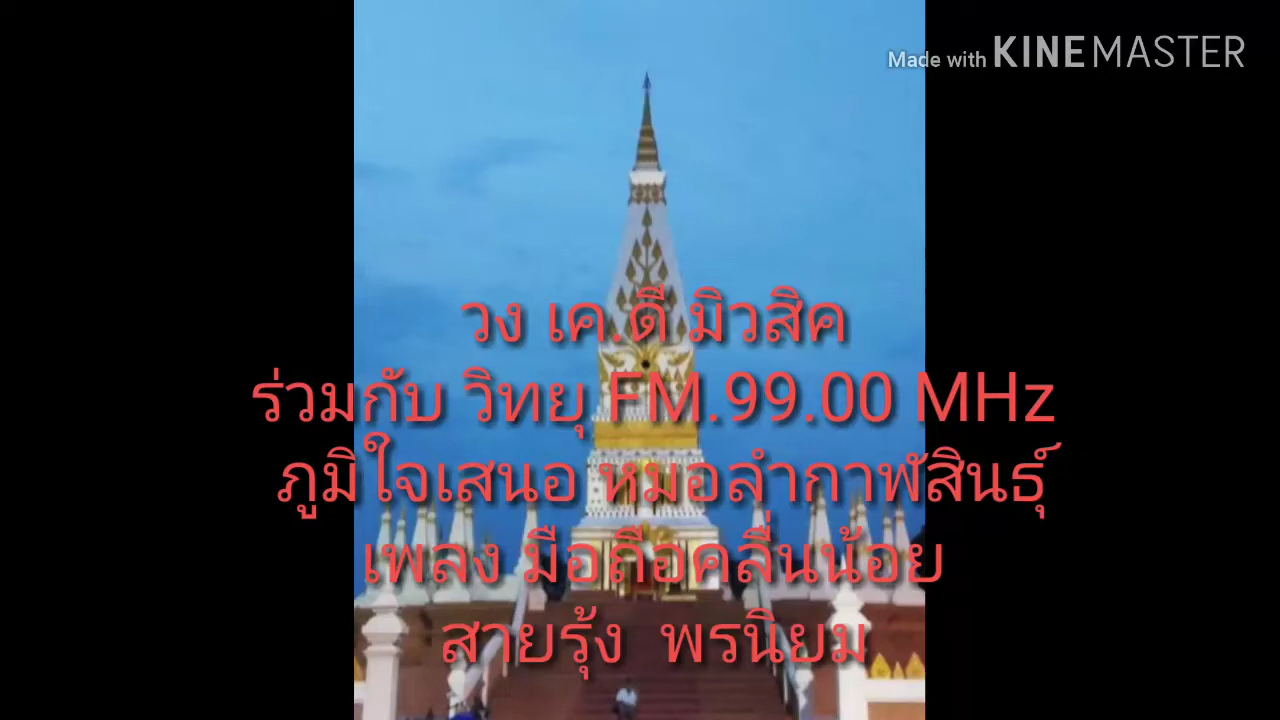 Made with KINEMASTER
วง เค.ดี มิวสิค
ร่วมกับ วิทยุ FM.99.00 MHz
ภูมิใจเสนอ หมอลำกาฬสินธุ์
เพลง มือถือคลื่นน้อย
สายรุ้ง พรนิยม